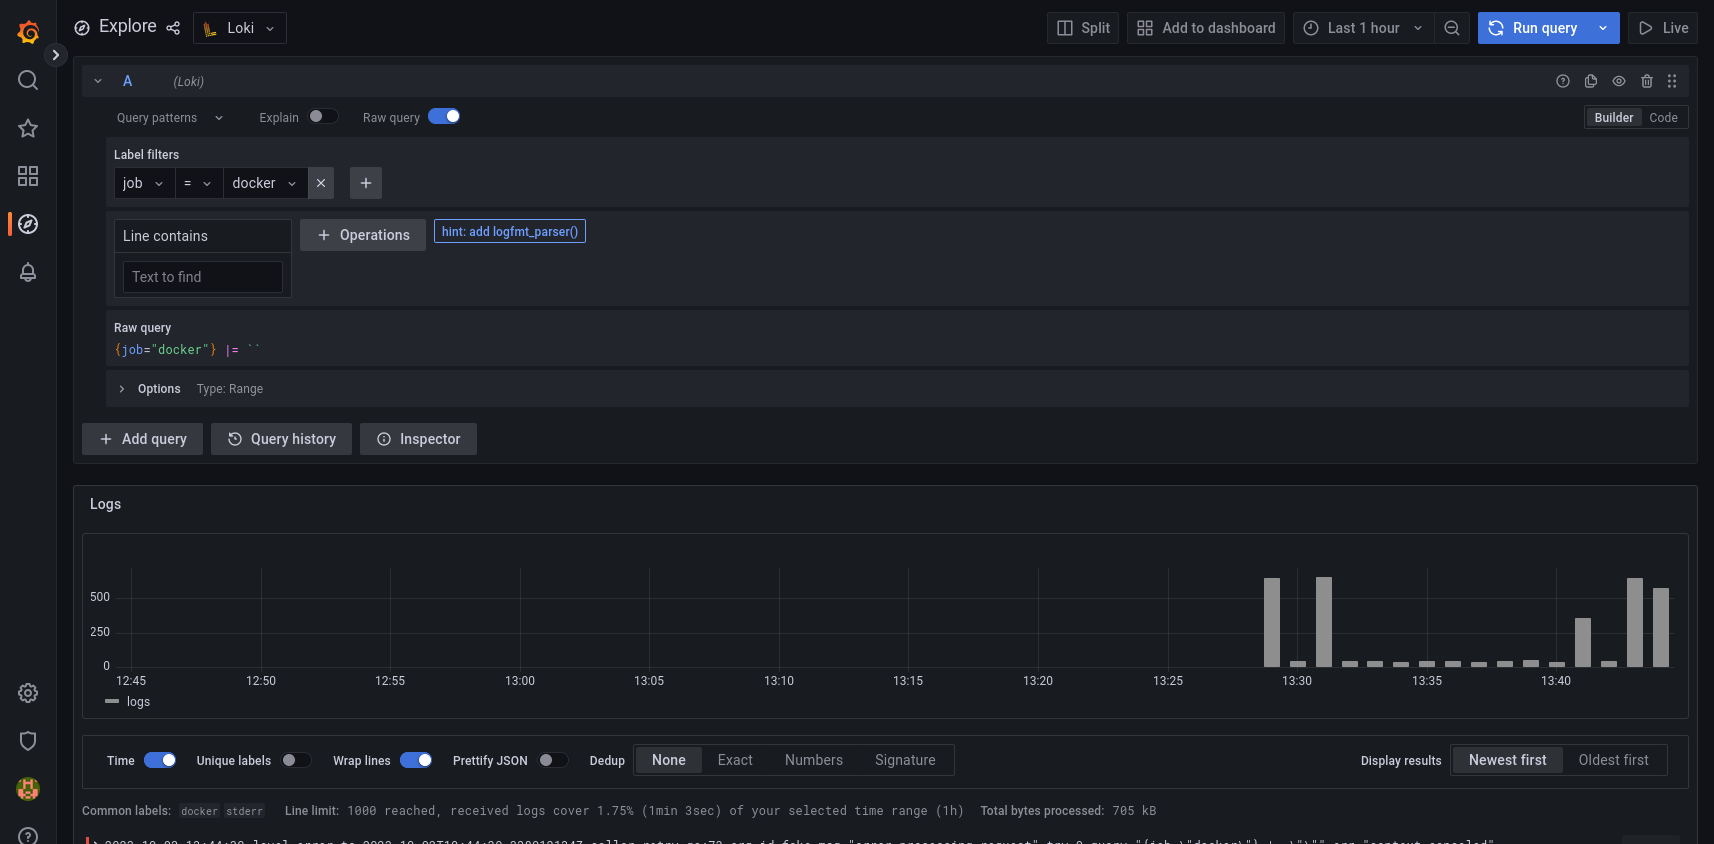 Explore
Loki
Split
Add to dashboard
Last 1 hour
Run query
Live
A
(Loki)
Query patterns
Explain
Raw query
Builder
Code
Label filters
job
=
docker
Line contains
Operations
hint: add logfmt_parser()
Text to find
Raw query
{job="docker"} |= ``
Options
Type: Range
Add query
Query history
Inspector
Logs
500
250
0
12:45
12:50
12:55
13:00
13:05
13:10
13:15
13:20
13:25
13:30
13:35
13:40
logs
Time
Unique labels
Wrap lines
Prettify JSON
Dedup
None
Exact
Numbers
Signature
Display results
Newest first
Oldest first
Common labels: docker stderr
Line limit: 1000 reached, received logs cover 1.75% (1min 3sec) of your selected time range (1h)
Total bytes processed: 705 kB